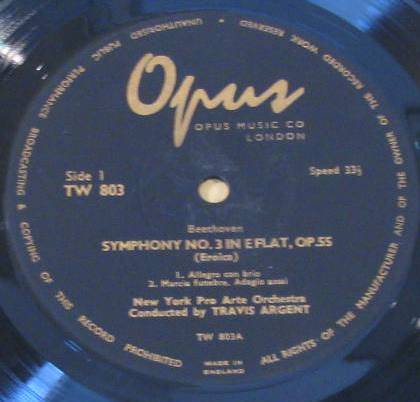 ALL RIGHTS OF THE MANUFACTURER AND OF THE OWNER OF THE RECORDED WORK RESERVED · UNAUTHORISED PUBLIC PERFORMANCE BROADCASTING & COPYING OF THIS RECORD PROHIBITED
Opus
OPUS MUSIC CO
LONDON
Side 1
TW 803
Speed 33⅓
Beethoven
SYMPHONY NO. 3 IN E FLAT, OP. 55
(Eroica)
1. Allegro con brio
2. Marcia funebre, Adagio assai
New York Pro Arte Orchestra
Conducted by TRAVIS ARGENT
TW 803A
MADE IN
ENGLAND